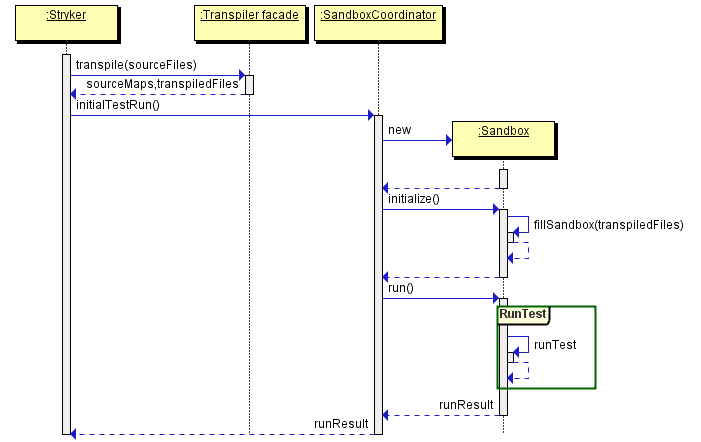 :Stryker
:Transpiler facade
:SandboxCoordinator
transpile(sourceFiles)
sourceMaps,transpiledFiles
initialTestRun()
new
:Sandbox
initialize()
fillSandbox(transpiledFiles)
run()
RunTest
runTest
runResult
runResult